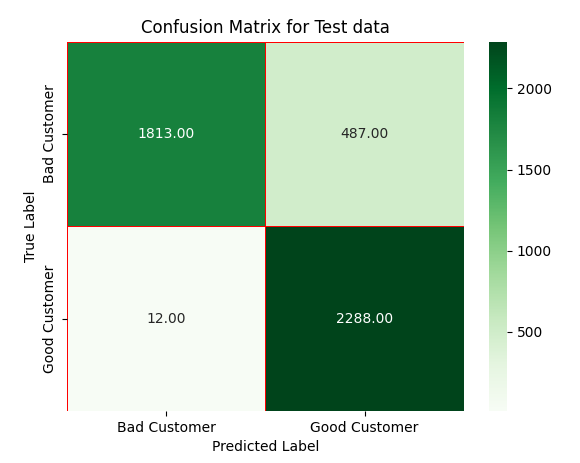 Confusion Matrix for Test data
True Label
Bad Customer
Good Customer
1813.00
487.00
12.00
2288.00
Bad Customer
Good Customer
Predicted Label
2000
1500
1000
500